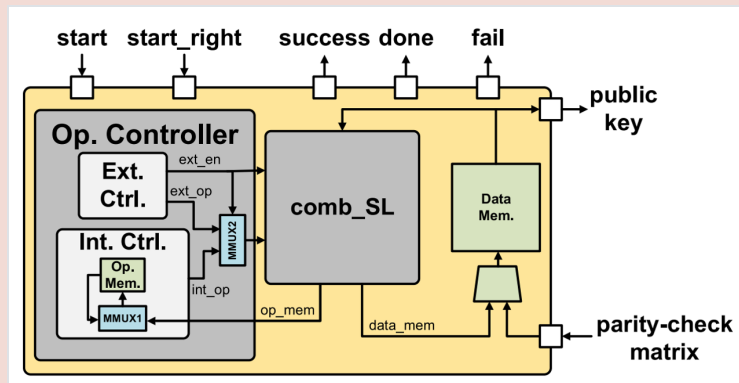 start start_right success done fail
public
key
Op. Controller
ext_en
Ext.
Ctrl.
ext_op
comb_SL
Data
Mem.
MMUX2
Int. Ctrl.
Op.
Mem.
int_op
MMUX1
op_mem
data_mem
parity-check
matrix